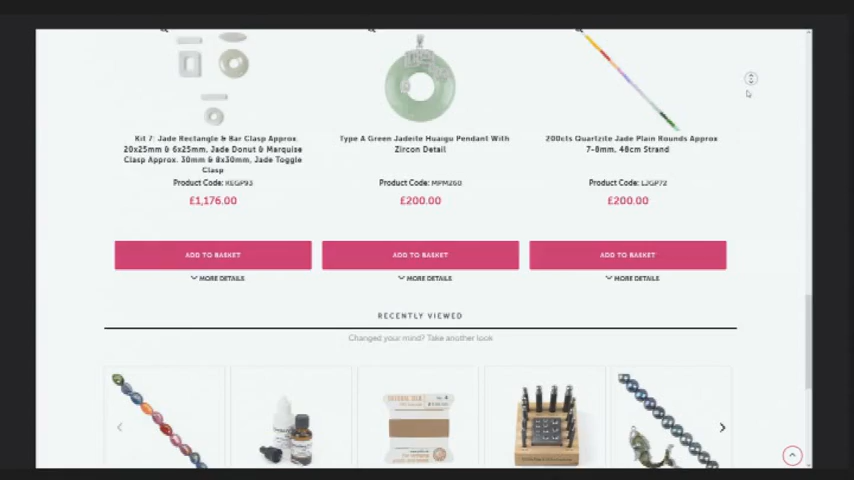 Kit 7: Jade Rectangle & Bar Clasp Approx.
20x25mm & 6x25mm, Jade Donut & Marquise
Clasp Approx. 30mm & 8x30mm, Jade Toggle
Clasp
Product Code: KEGP93
£1,176.00
ADD TO BASKET
MORE DETAILS
Type A Green Jadeite Huaigu Pendant With
Zircon Detail
Product Code: MPM260
£200.00
ADD TO BASKET
MORE DETAILS
200cts Quartzite Jade Plain Rounds Approx
7-8mm, 48cm Strand
Product Code: LJGP72
£200.00
ADD TO BASKET
MORE DETAILS
RECENTLY VIEWED
Changed your mind? Take another look